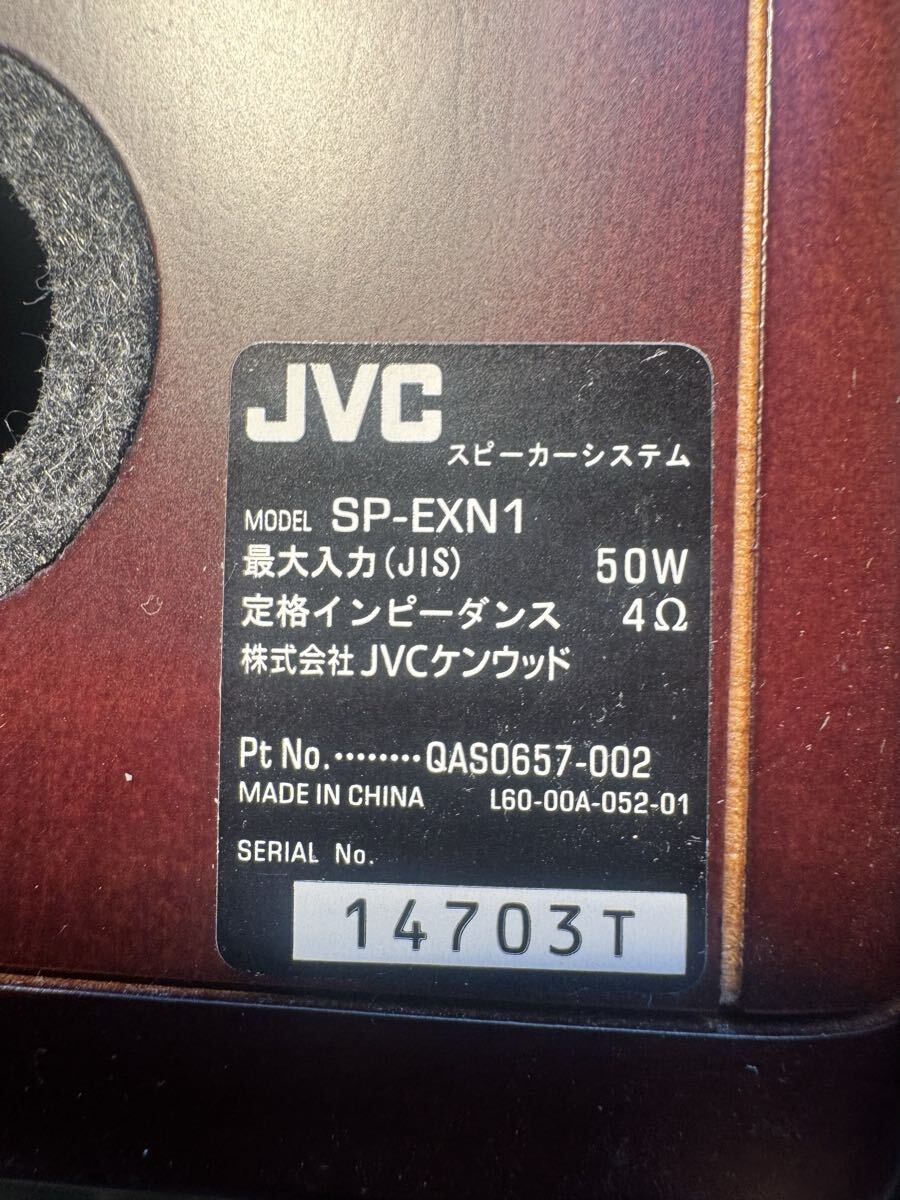 JVC
スピーカーシステム
MODEL SP-EXN1
最大入力(JIS) 50W
定格インピーダンス 4Ω
株式会社JVCケンウッド
Pt No.········QAS0657-002
MADE IN CHINA L60-00A-052-01
SERIAL No.
14703T